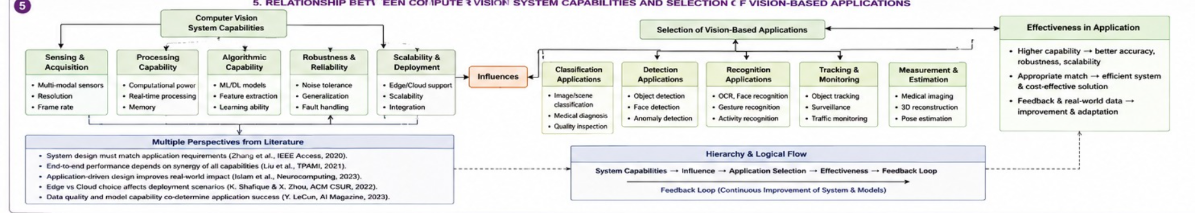 5
5. RELATIONSHIP BETWEEN COMPUTER VISION SYSTEM CAPABILITIES AND SELECTION OF VISION-BASED APPLICATIONS
Computer Vision
System Capabilities
Sensing &
Acquisition
• Multi-modal sensors
• Resolution
• Frame rate
Processing
Capability
• Computational power
• Real-time processing
• Memory
Algorithmic
Capability
• ML/DL models
• Feature extraction
• Learning ability
Robustness &
Reliability
• Noise tolerance
• Generalization
• Fault handling
Scalability &
Deployment
• Edge/Cloud support
• Scalability
• Integration
Influences
Selection of Vision-Based Applications
Classification
Applications
• Image/scene
classification
• Medical diagnosis
• Quality inspection
Detection
Applications
• Object detection
• Face detection
• Anomaly detection
Recognition
Applications
• OCR, Face recognition
• Gesture recognition
• Activity recognition
Tracking &
Monitoring
• Object tracking
• Surveillance
• Traffic monitoring
Measurement &
Estimation
• Medical imaging
• 3D reconstruction
• Pose estimation
Effectiveness in Application
• Higher capability → better accuracy,
robustness, scalability
• Appropriate match → efficient system
& cost-effective solution
• Feedback & real-world data →
improvement & adaptation
Multiple Perspectives from Literature
• System design must match application requirements (Zhang et al., IEEE Access, 2020).
• End-to-end performance depends on synergy of all capabilities (Liu et al., TPAMI, 2021).
• Application-driven design improves real-world impact (Islam et al., Neurocomputing, 2023).
• Edge vs Cloud choice affects deployment scenarios (K. Shafique & X. Zhou, ACM CSUR, 2022).
• Data quality and model capability co-determine application success (Y. LeCun, AI Magazine, 2023).
Hierarchy & Logical Flow
System Capabilities → Influence → Application Selection → Effectiveness → Feedback Loop
Feedback Loop (Continuous Improvement of System & Models)